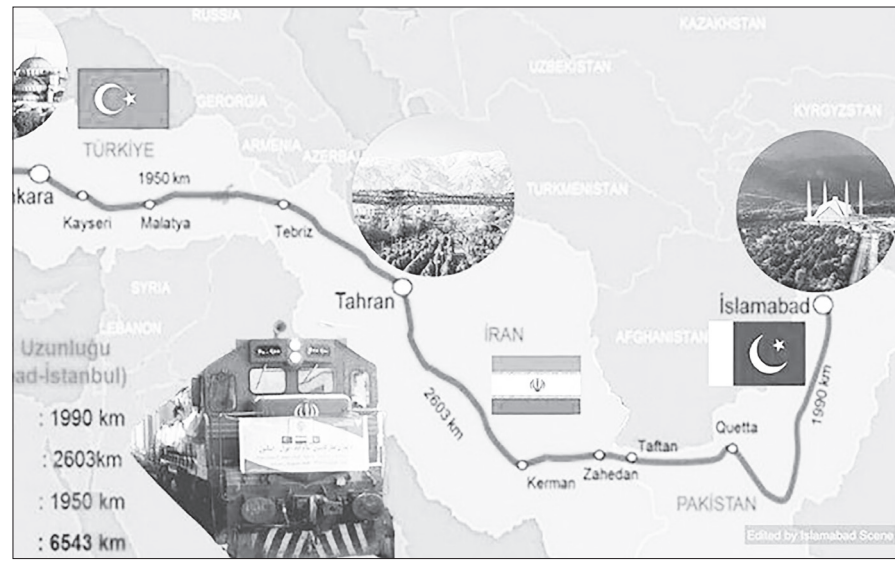 RUSSIA
KAZAKHSTAN
UZBEKISTAN
GERORGIA
KYRGYZSTAN
TÜRKİYE
ARMENIA
AZERBAI
1950 km
TURKMENISTAN
nkara
Kayseri
Malatya
Tebriz
SYRIA
Tahran
İslamabad
LEBANON
İRAN
AFGHANISTAN
Uzunluğu
ad-İstanbul)
: 1990 km
: 2603km
: 1950 km
: 6543 km
2603 km
1990 km
Quetta
Taftan
Zahedan
Kerman
PAKİSTAN
Edited by Islamabad Scene